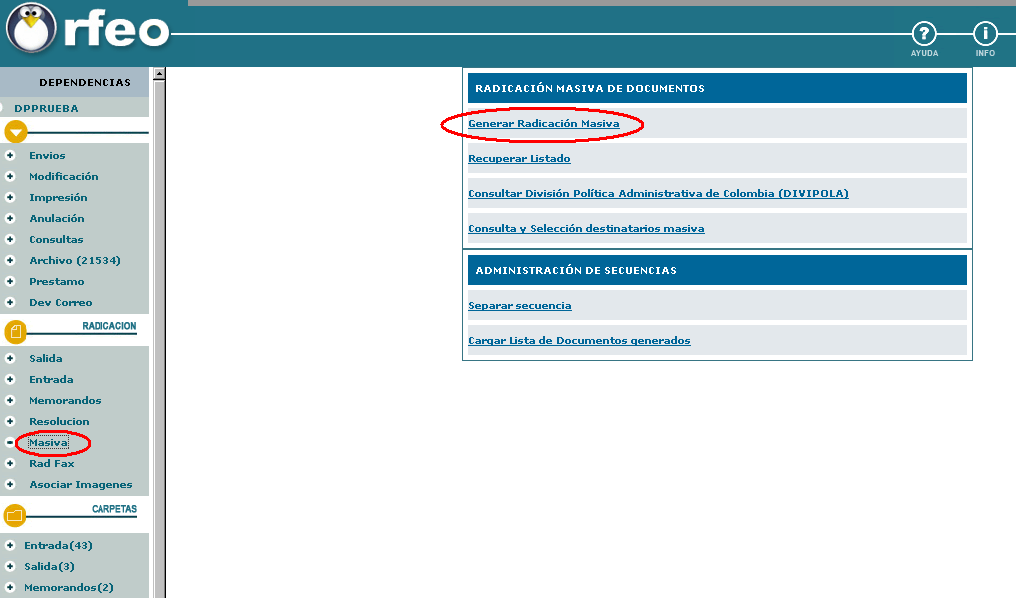 Orfeo
?
AYUDA
i
INFO
DEPENDENCIAS
DPPRUEBA
Envios
Modificación
Impresión
Anulación
Consultas
Archivo (21534)
Prestamo
Dev Correo
RADICACION
Salida
Entrada
Memorandos
Resolucion
Masiva
Rad Fax
Asociar Imagenes
CARPETAS
Entrada(43)
Salida(3)
Memorandos(2)
RADICACIÓN MASIVA DE DOCUMENTOS
Generar Radicación Masiva
Recuperar Listado
Consultar División Política Administrativa de Colombia (DIVIPOLA)
Consulta y Selección destinatarios masiva
ADMINISTRACIÓN DE SECUENCIAS
Separar secuencia
Cargar Lista de Documentos generados